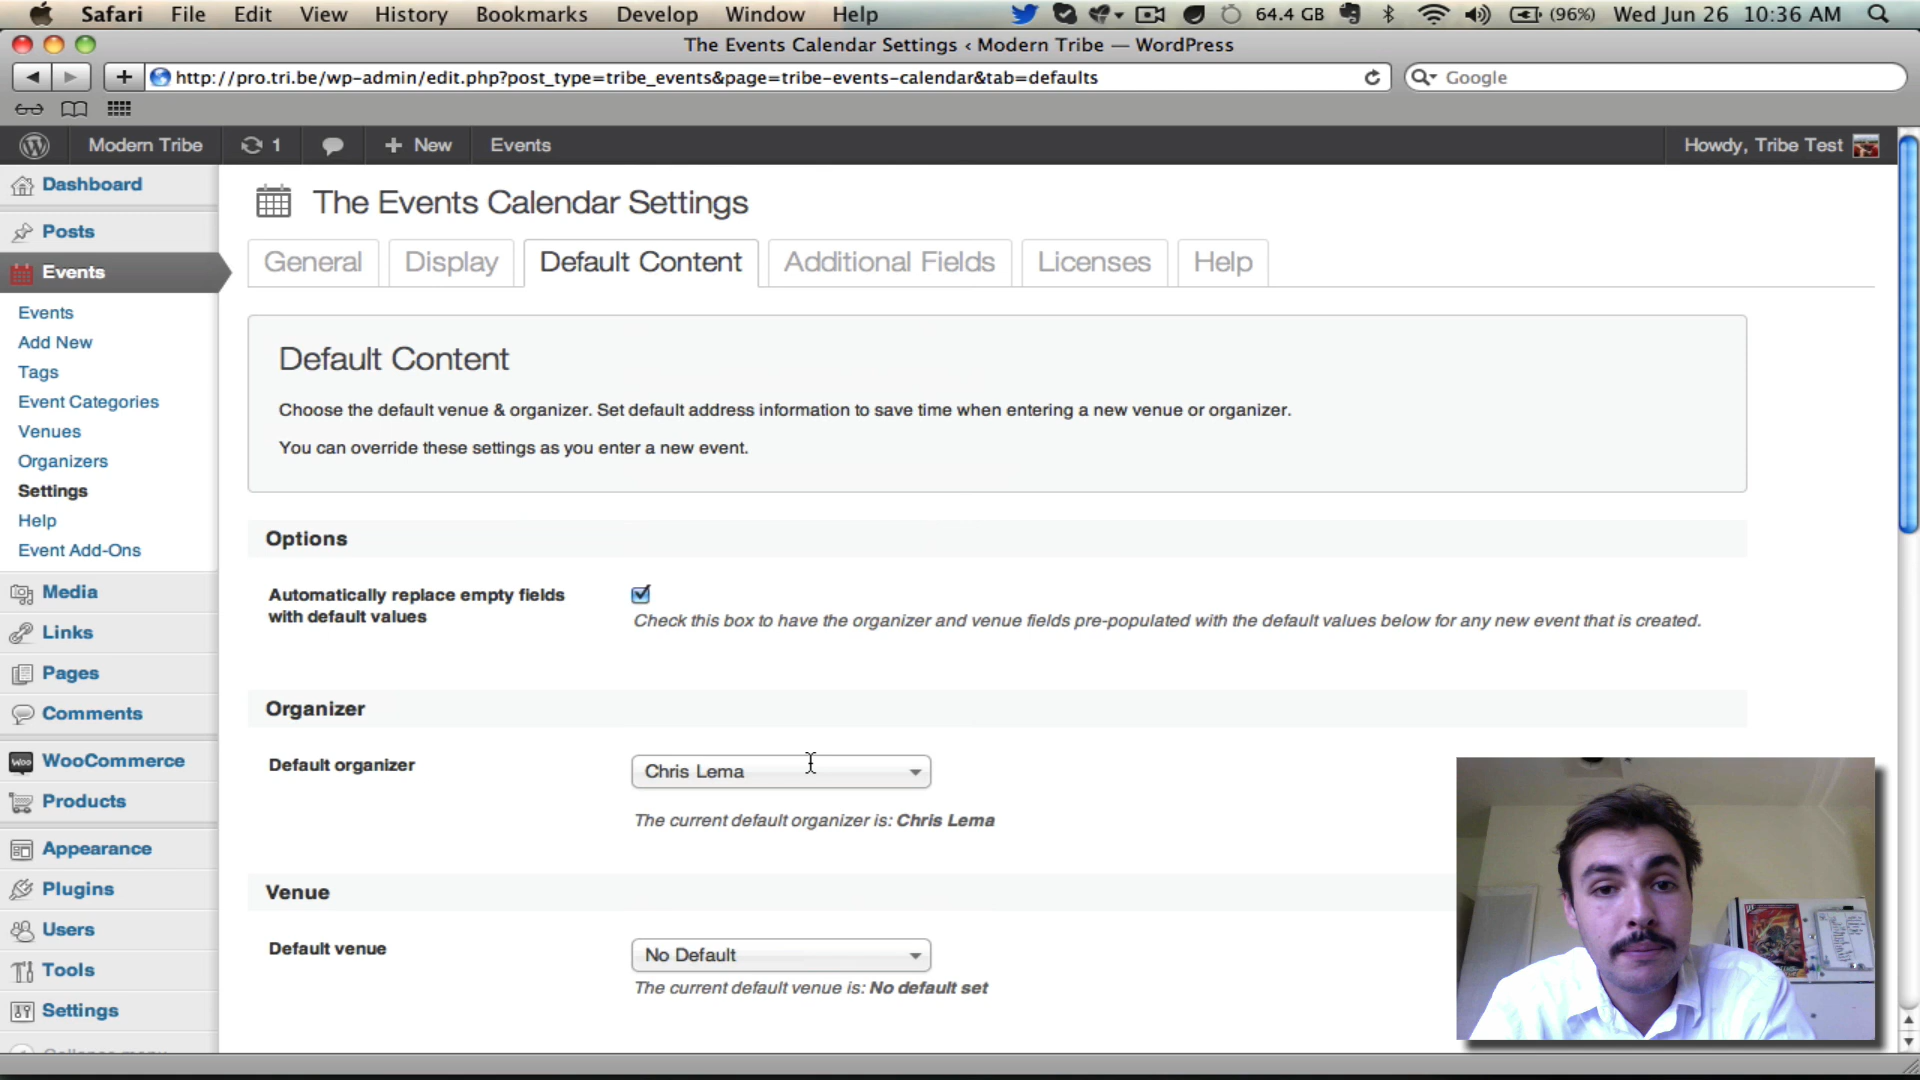 Safari File Edit View History Bookmarks Develop Window Help 64.4 GB (96%) Wed Jun 26 10:36 AM
The Events Calendar Settings ‹ Modern Tribe — WordPress
http://pro.tri.be/wp-admin/edit.php?post_type=tribe_events&page=tribe-events-calendar&tab=defaults Google
Modern Tribe 1 + New Events Howdy, Tribe Test
Dashboard
Posts
Events
Events
Add New
Tags
Event Categories
Venues
Organizers
Settings
Help
Event Add-Ons
Media
Links
Pages
Comments
WooCommerce
Products
Appearance
Plugins
Users
Tools
Settings
Collapse menu
The Events Calendar Settings
General Display Default Content Additional Fields Licenses Help
Default Content
Choose the default venue & organizer. Set default address information to save time when entering a new venue or organizer.
You can override these settings as you enter a new event.
Options
Automatically replace empty fields
with default values
Check this box to have the organizer and venue fields pre-populated with the default values below for any new event that is created.
Organizer
Default organizer
Chris Lema
The current default organizer is: Chris Lema
Venue
Default venue
No Default
The current default venue is: No default set